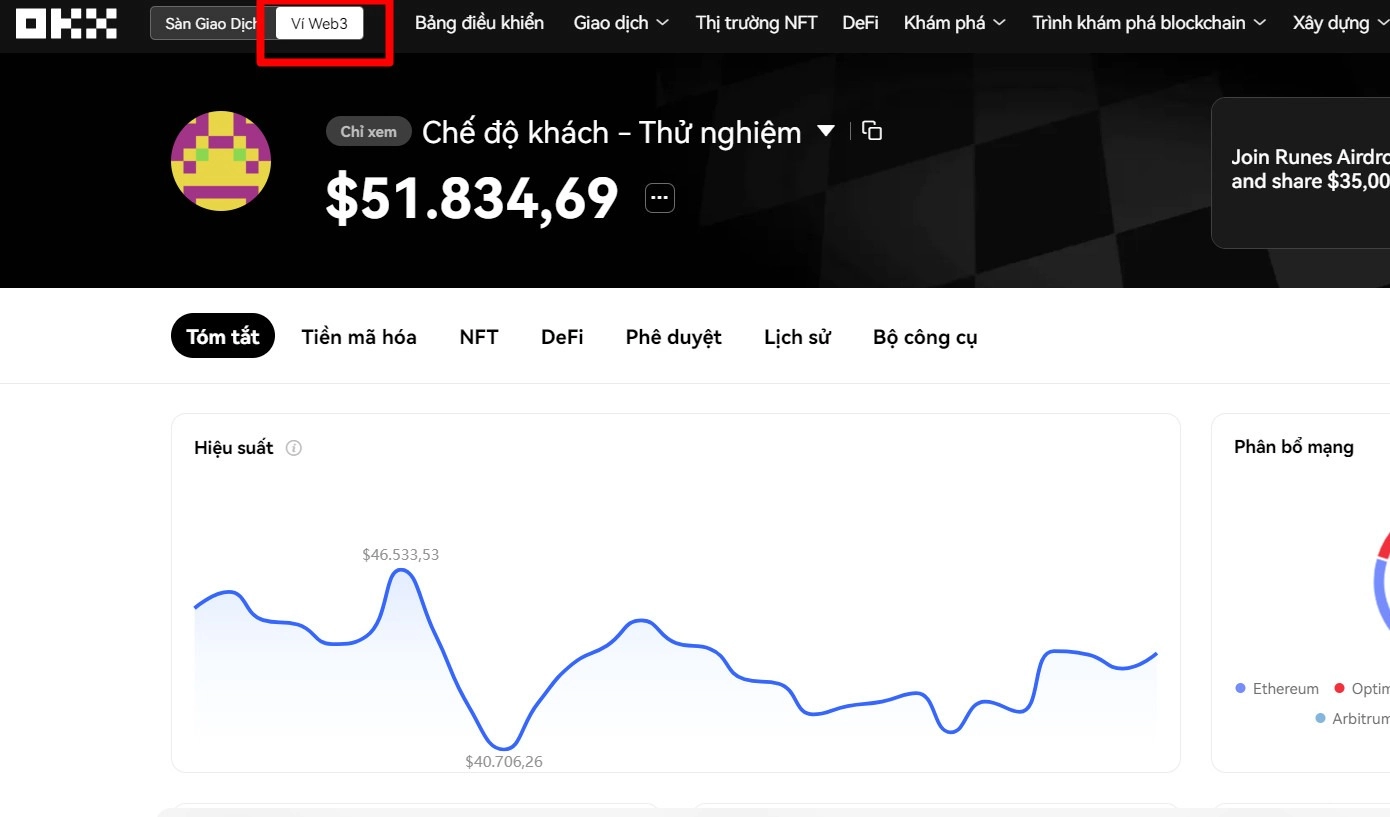 OKX
Sàn Giao Dịch Ví Web3 Bảng điều khiển Giao dịch Thị trường NFT DeFi Khám phá Trình khám phá blockchain Xây dựng
Chỉ xem Chế độ khách - Thử nghiệm
$51.834,69
Join Runes Airdro
and share $35,00
Tóm tắt Tiền mã hóa NFT DeFi Phê duyệt Lịch sử Bộ công cụ
Hiệu suất
$46.533,53
$40.706,26
Phân bổ mạng
Ethereum Optim
Arbitrum